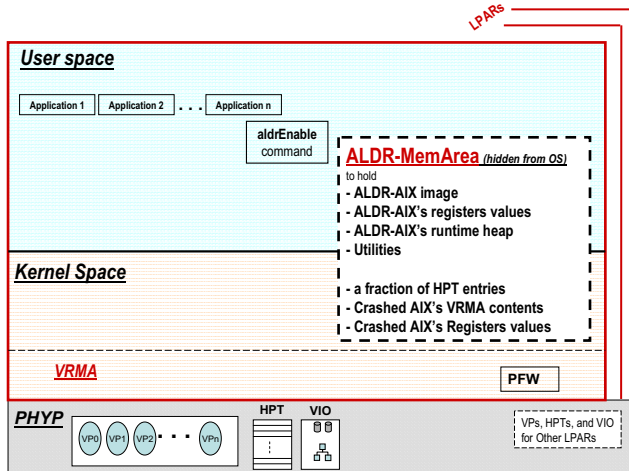 LPARs
User space
Application 1 Application 2 . . . Application n
aldrEnable
command
ALDR-MemArea (hidden from OS)
to hold
- ALDR-AIX image
- ALDR-AIX's registers values
- ALDR-AIX's runtime heap
- Utilities
- a fraction of HPT entries
- Crashed AIX's VRMA contents
- Crashed AIX's Registers values
Kernel Space
VRMA
PFW
PHYP
VP0 VP1 VP2 . . . VPn
HPT
VIO
VPs, HPTs, and VIO
for Other LPARs